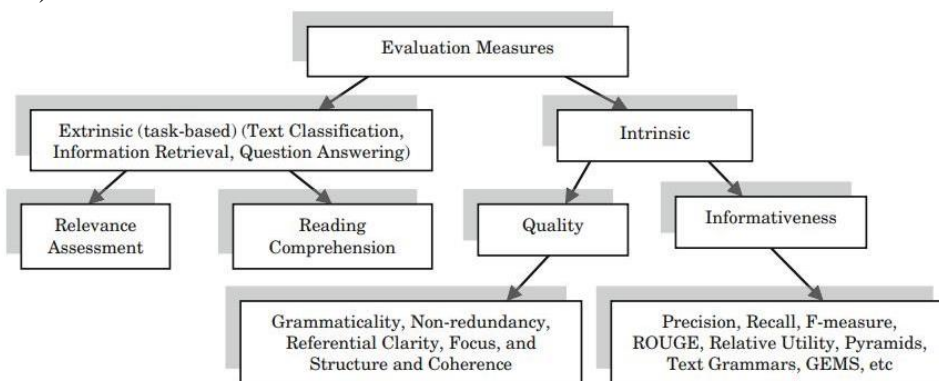 Evaluation Measures
Extrinsic (task-based) (Text Classification,
Information Retrieval, Question Answering)
Intrinsic
Relevance
Assessment
Reading
Comprehension
Quality
Informativeness
Grammaticality, Non-redundancy,
Referential Clarity, Focus, and
Structure and Coherence
Precision, Recall, F-measure,
ROUGE, Relative Utility, Pyramids,
Text Grammars, GEMS, etc